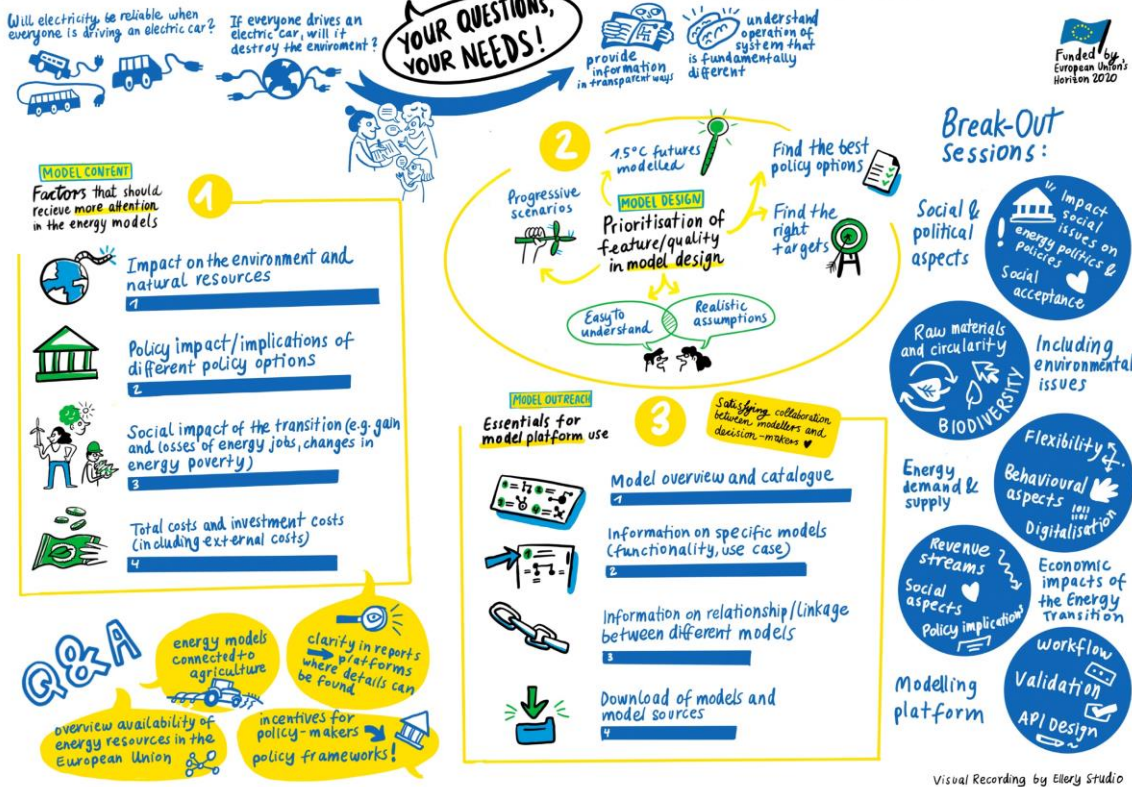 Will electricity be reliable when
everyone is driving an electric car?
If everyone drives an
electric car, will it
destroy the enviroment?
YOUR QUESTIONS,
YOUR NEEDS!
provide
information
in transparent ways
understand
operation of
system that
is fundamentally
different
Funded by
European Union's
Horizon 2020
MODEL CONTENT
Factors that should
recieve more attention
in the energy models
1
Impact on the environment and
natural resources
1
Policy impact/implications of
different policy options
2
Social impact of the transition (e.g. gain
and losses of energy jobs, changes in
energy poverty)
3
Total costs and investment costs
(including external costs)
4
2
1.5°C futures
modelled
Find the best
policy options
Progressive
scenarios
MODEL DESIGN
Prioritisation of
feature/quality
in model design
Find the
right
targets
Easy to
understand
Realistic
assumptions
MODEL OUTREACH
Essentials for
model platform use
3
Satisfying collaboration
between modellers and
decision-makers
Model overview and catalogue
1
Information on specific models
(functionality, use case)
2
Information on relationship/linkage
between different models
3
Download of models and
model sources
4
Break-Out
Sessions:
Social &
political
aspects
Impact
social
issues on
energy politics &
Policies
Social
acceptance
Raw materials
and circularity
BIODIVERSITY
Including
environmental
issues
Energy
demand &
supply
Flexibility
Behavioural
aspects
Digitalisation
Revenue
streams
Social
aspects
Policy implications
Economic
impacts of
the Energy
Transition
Modelling
platform
Workflow
Validation
API Design
Q&A
energy models
connected to
agriculture
clarity in reports
platforms
where details can
be found
overview availability of
energy resources in the
European Union
incentives for
policy-makers
policy frameworks!
Visual Recording by Ellery Studio